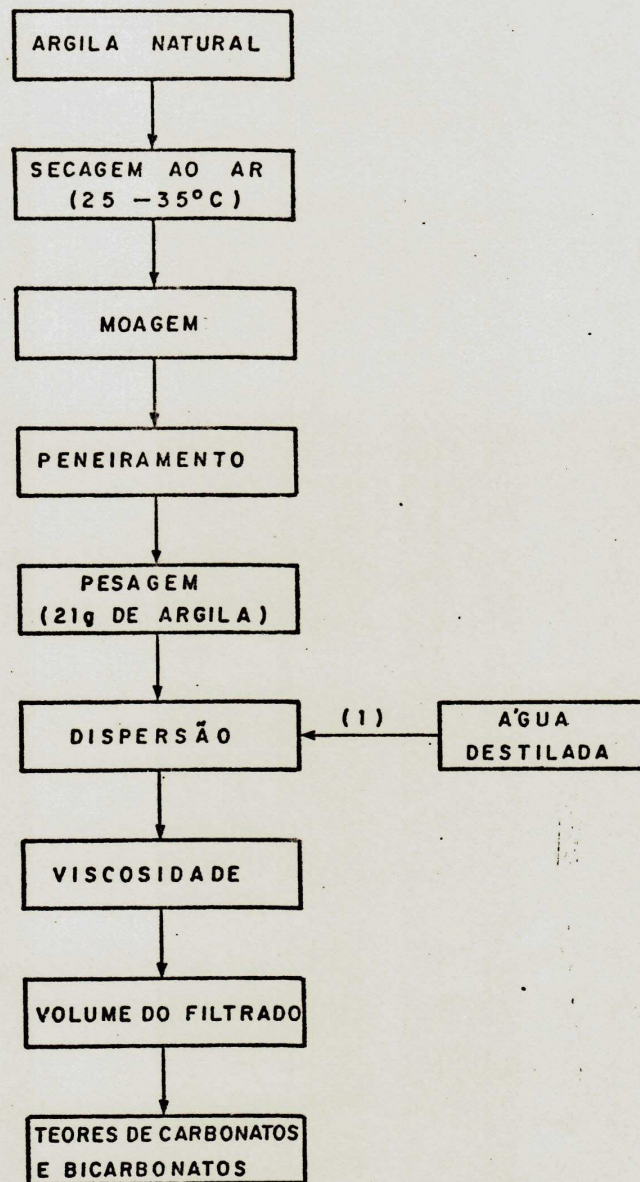 ARGILA NATURAL
SECAGEM AO AR
(25 – 35°C)
MOAGEM
PENEIRAMENTO
PESAGEM
(21g DE ARGILA)
DISPERSÃO
(1)
ÁGUA
DESTILADA
VISCOSIDADE
VOLUME DO FILTRADO
TEORES DE CARBONATOS
E BICARBONATOS